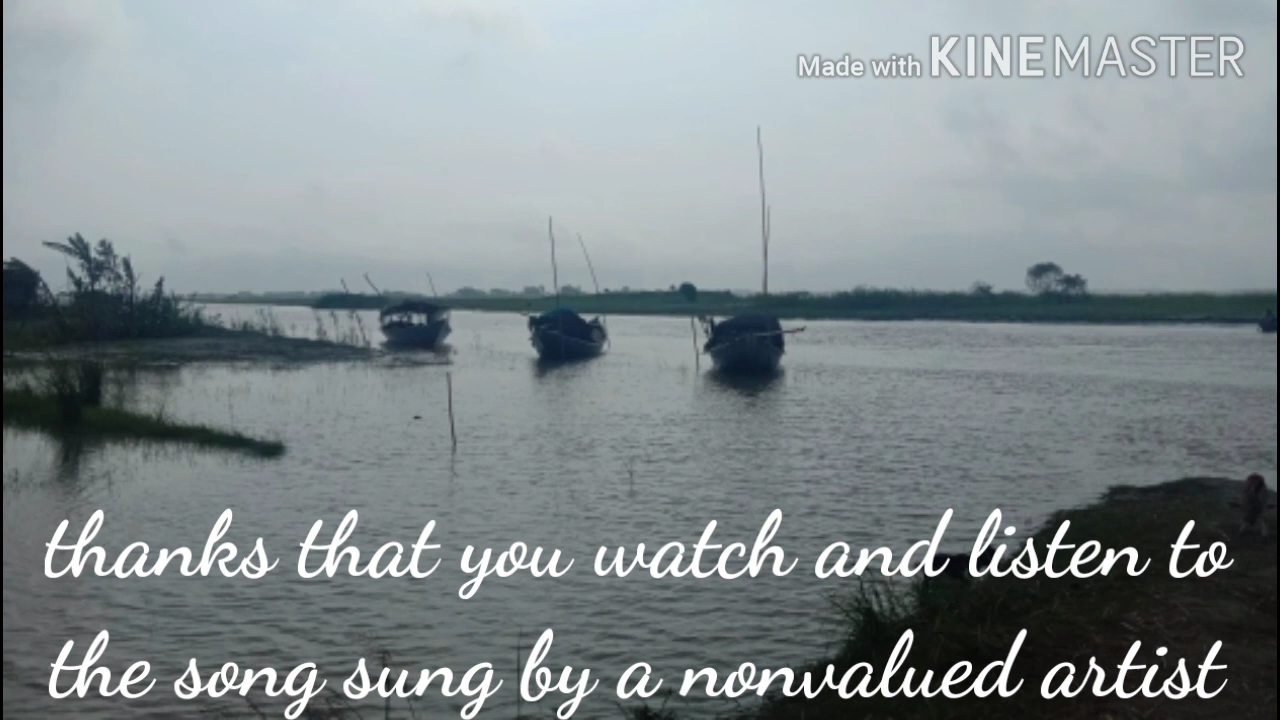 Made with KINEMASTER
thanks that you watch and listen to
the song sung by a nonvalued artist